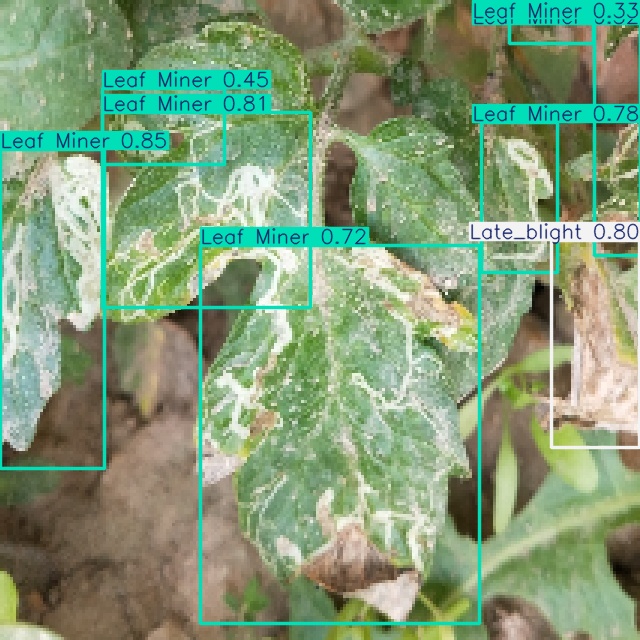 Leaf Miner 0.33
Leaf Miner 0.45
Leaf Miner 0.81
Leaf Miner 0.78
Leaf Miner 0.85
Late_blight 0.80
Leaf Miner 0.72